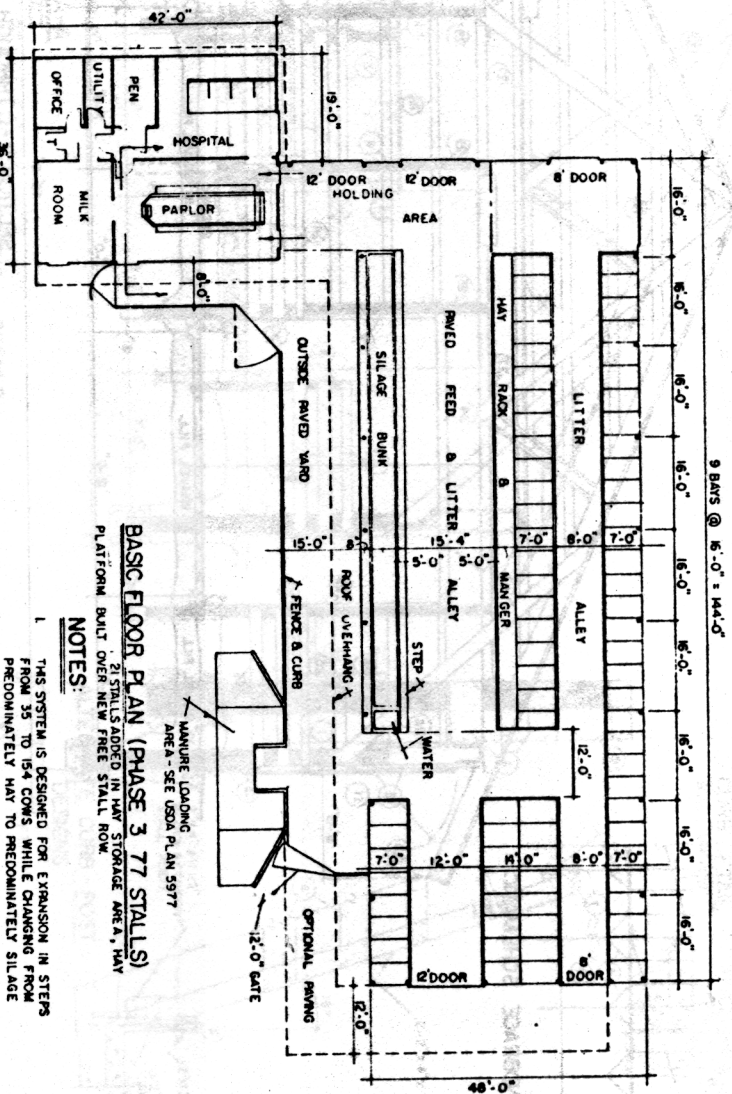 9 BAYS @ 16'-0" = 144'-0"
16'-0"
16'-0"
16'-0"
16'-0"
16'-0"
16'-0"
16'-0"
16'-0"
16'-0"
42'-0"
36'-0"
19'-0"
OFFICE
UTILITY
PEN
HOSPITAL
T
MILK
ROOM
PARLOR
8'-0"
12' DOOR
12' DOOR
8' DOOR
HOLDING
AREA
HAY RACK & MANGER
LITTER ALLEY
PAVED FEED & LITTER ALLEY
SILAGE BUNK
OUTSIDE PAVED YARD
15'-0"
8"
15'-4"
7'-0"
8'-0"
7'-0"
5'-0"
5'-0"
ROOF OVERHANG
FENCE & CURB
STEP
WATER
12'-0"
7'-0"
12'-0"
14'-0"
8'-0"
7'-0"
MANURE LOADING
AREA - SEE USDA PLAN 5977
12'-0" GATE
OPTIONAL PAVING
12' DOOR
8'
DOOR
12'-0"
48'-0"
BASIC FLOOR PLAN (PHASE 3 77 STALLS)
21 STALLS ADDED IN HAY STORAGE AREA, HAY
PLATFORM BUILT OVER NEW FREE STALL ROW.
NOTES:
1. THIS SYSTEM IS DESIGNED FOR EXPANSION IN STEPS
FROM 35 TO 154 COWS WHILE CHANGING FROM
PREDOMINATELY HAY TO PREDOMINATELY SILAGE